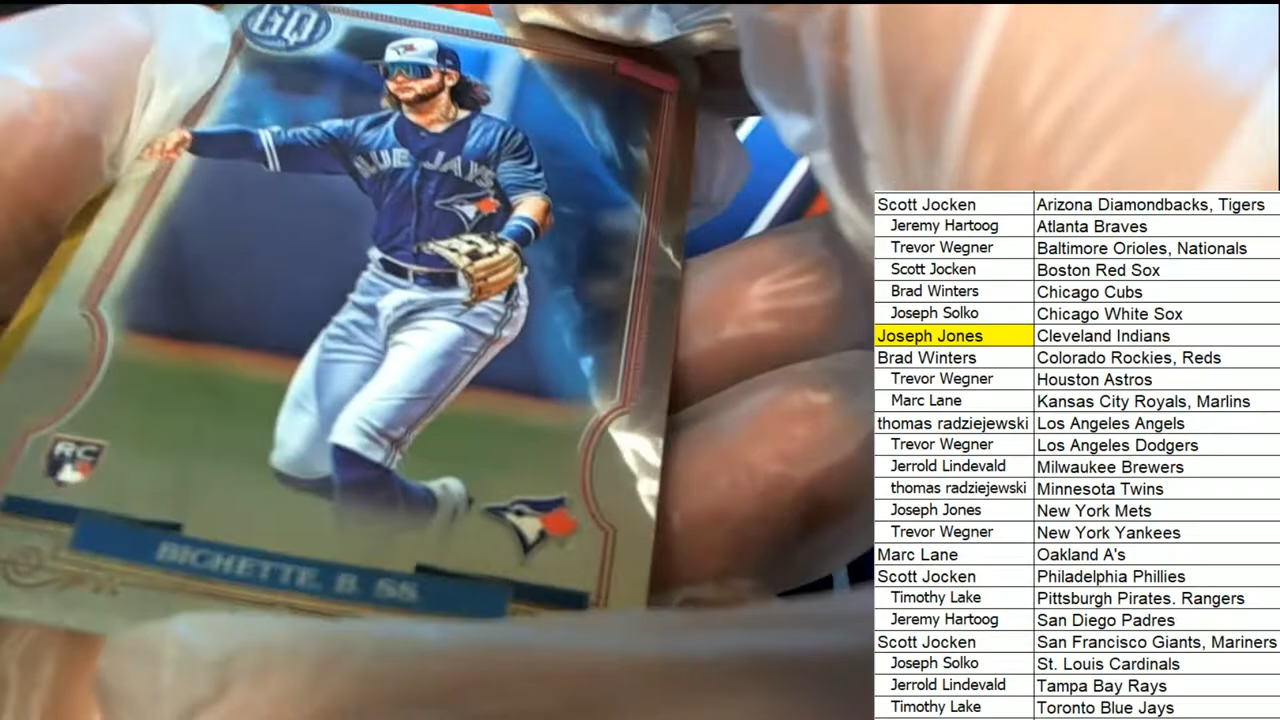 GQ
BLUE JAYS
RC
BICHETTE, B. SS
Scott Jocken Arizona Diamondbacks, Tigers
Jeremy Hartoog Atlanta Braves
Trevor Wegner Baltimore Orioles, Nationals
Scott Jocken Boston Red Sox
Brad Winters Chicago Cubs
Joseph Solko Chicago White Sox
Joseph Jones Cleveland Indians
Brad Winters Colorado Rockies, Reds
Trevor Wegner Houston Astros
Marc Lane Kansas City Royals, Marlins
thomas radziejewski Los Angeles Angels
Trevor Wegner Los Angeles Dodgers
Jerrold Lindevald Milwaukee Brewers
thomas radziejewski Minnesota Twins
Joseph Jones New York Mets
Trevor Wegner New York Yankees
Marc Lane Oakland A's
Scott Jocken Philadelphia Phillies
Timothy Lake Pittsburgh Pirates. Rangers
Jeremy Hartoog San Diego Padres
Scott Jocken San Francisco Giants, Mariners
Joseph Solko St. Louis Cardinals
Jerrold Lindevald Tampa Bay Rays
Timothy Lake Toronto Blue Jays